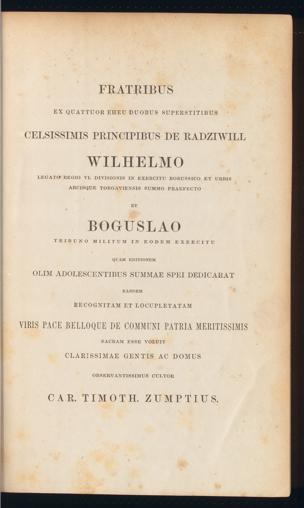 FRATRIBUS
EX QUATTUOR EHEU DUOBUS SUPERSTITIBUS
CELSISSIMIS PRINCIPIBUS DE RADZIWILL
WILHELMO
LEGATO REGIO VI. DIVISIONIS IN EXERCITU BORUSSICO ET URBIS
ARCISQUE TORGAVIENSIS SUMMO PRAEFECTO
ET
BOGUSLAO
TRIBUNO MILITUM IN EODEM EXERCITU
QUAM EDITIONEM
OLIM ADOLESCENTIBUS SUMMAE SPEI DEDICARAT
EANDEM
RECOGNITAM ET LOCUPLETATAM
VIRIS PACE BELLOQUE DE COMMUNI PATRIA MERITISSIMIS
SACRAM ESSE VOLUIT
CLARISSIMAE GENTIS AC DOMUS
OBSERVANTISSIMUS CULTOR
CAR. TIMOTH. ZUMPTIUS.